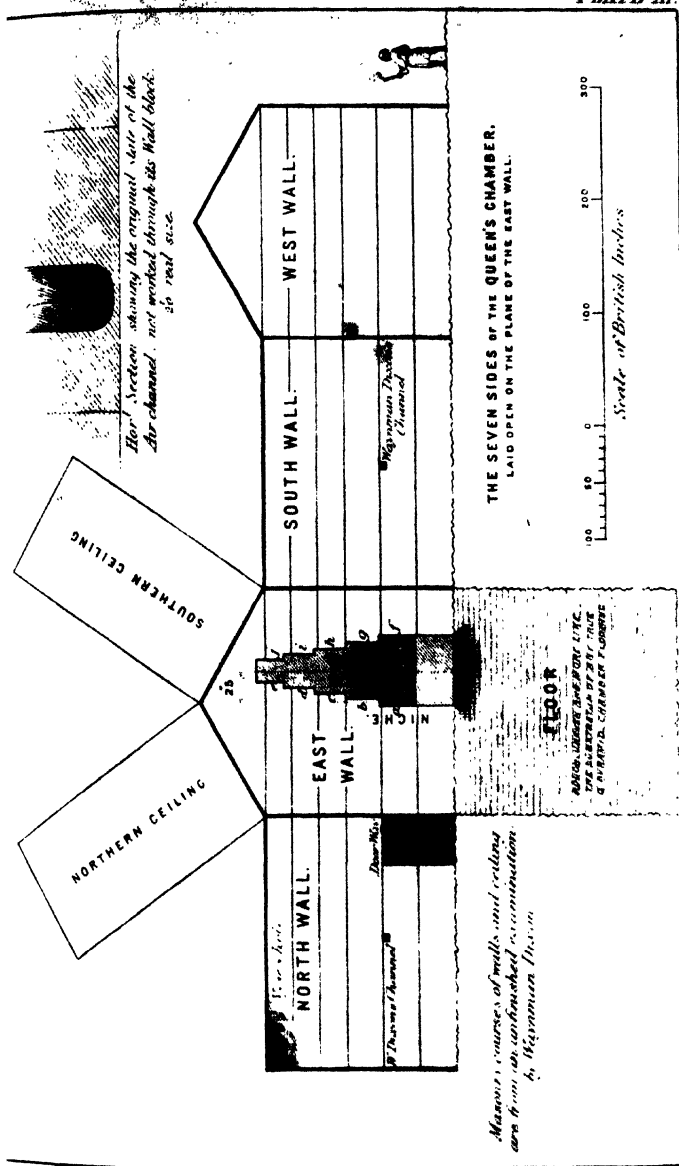 Hor! Section showing the original state of the
Air channel, not worked through its Wall block.
real size
NORTHERN CEILING
SOUTHERN CEILING
NORTH WALL.
EAST
WALL.
SOUTH WALL.
WEST WALL.
25
e
d
c
b
a
j
i
h
g
f
NICHE.
Door Way
W Dixons Channel
Waynman Dixon
Channel
FLOOR
Masonry courses of walls and ceiling
are from an unfinished examination
by Waynman Dixon
THE SEVEN SIDES OF THE QUEEN'S CHAMBER,
LAID OPEN ON THE PLANE OF THE EAST WALL.
100 50 0 100 200 300
Scale of British Inches